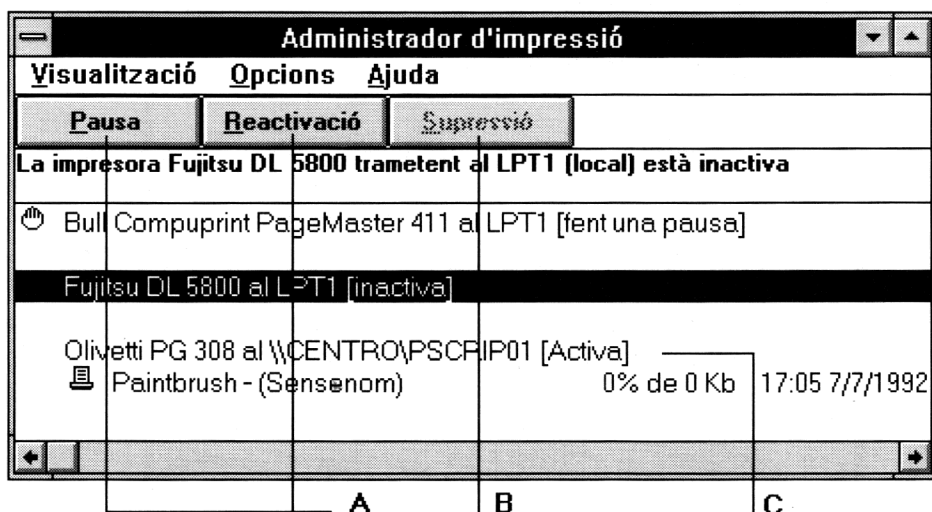 Administrador d'impressió
Visualització Opcions Ajuda
Pausa Reactivació Supressió
La impresora Fujitsu DL 5800 trametent al LPT1 (local) està inactiva
Bull Compuprint PageMaster 411 al LPT1 [fent una pausa]
Fujitsu DL 5800 al LPT1 [inactiva]
Olivetti PG 308 al \\CENTRO\PSCRIP01 [Activa]
Paintbrush - (Sensenom) 0% de 0 Kb 17:05 7/7/1992
A B C